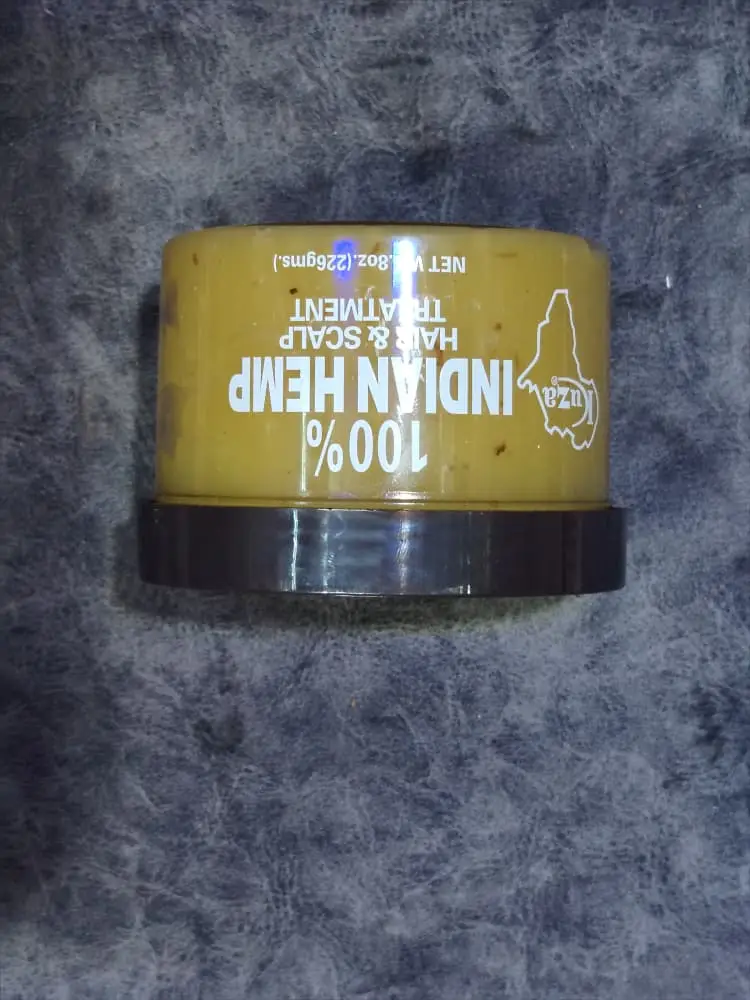 Kuza®
100%
INDIAN HEMP
HAIR & SCALP
TREATMENT
NET .8oz.(226gms.)